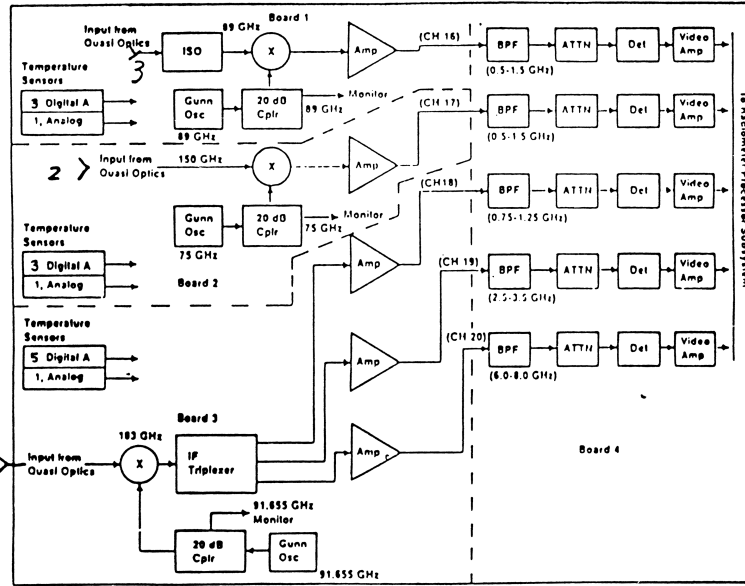 Board 1
Input from
Quasi Optics
3
ISO
89 GHz
X
Amp
(CH 16)
BPF
ATTN
Det
Video
Amp
(0.5-1.5 GHz)
Temperature
Sensors
3 Digital A
1, Analog
Gunn
Osc
89 GHz
20 dB
Cplr
Monitor
89 GHz
(CH 17)
BPF
ATTN
Det
Video
Amp
(0.5-1.5 GHz)
2
Input from
Quasi Optics
150 GHz
X
Amp
Gunn
Osc
75 GHz
20 dB
Cplr
Monitor
75 GHz
(CH18)
BPF
ATTN
Det
Video
Amp
(0.75-1.25 GHz)
Temperature
Sensors
3 Digital A
1, Analog
Board 2
Amp
(CH 19)
BPF
ATTN
Det
Video
Amp
(2.5-3.5 GHz)
Temperature
Sensors
5 Digital A
1, Analog
Amp
(CH 20)
BPF
ATTN
Det
Video
Amp
(6.0-8.0 GHz)
Board 3
183 GHz
Input from
Quasi Optics
X
IF
Triplexer
Amp
Board 4
91.655 GHz
Monitor
20 dB
Cplr
Gunn
Osc
91.655 GHz
Processor Subsystem